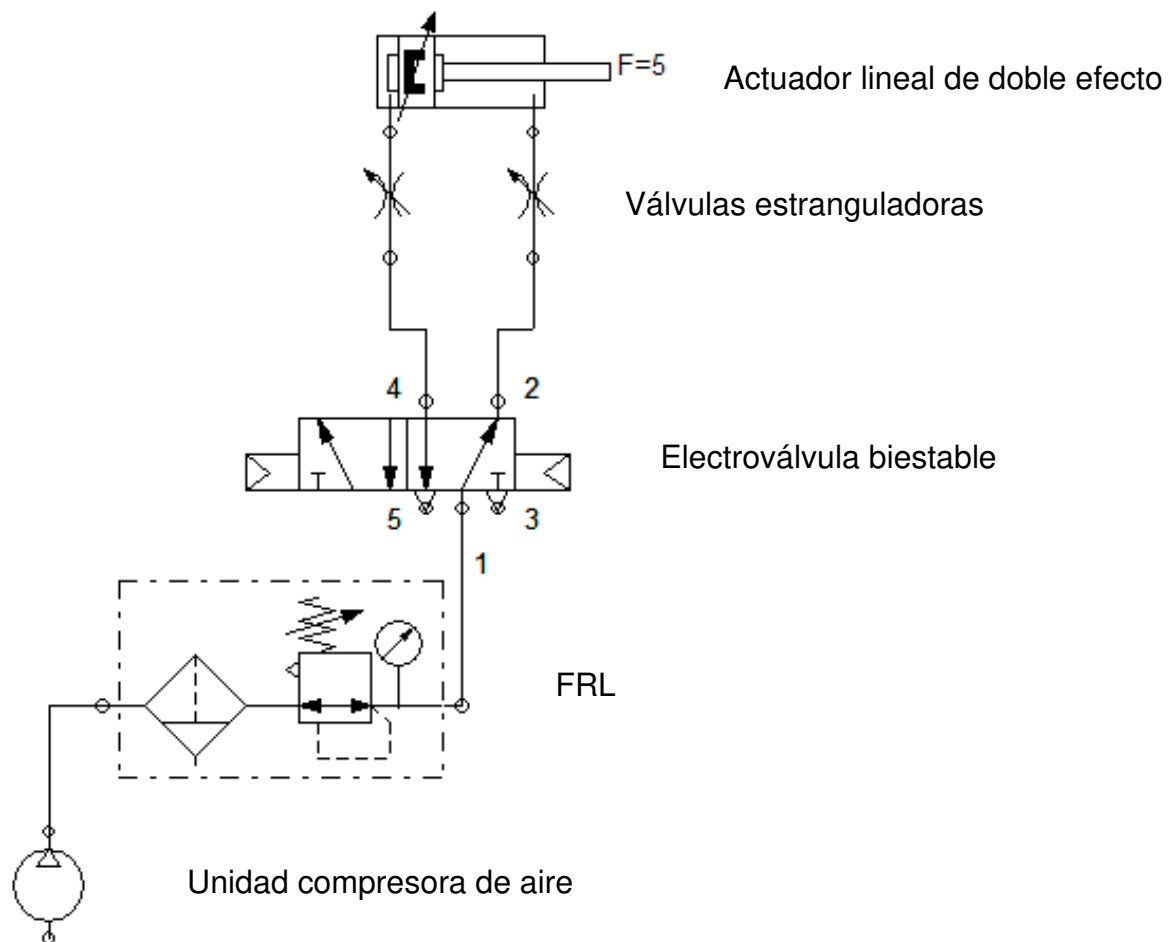 F=5
Actuador lineal de doble efecto
Válvulas estranguladoras
4 2
Electroválvula biestable
5 3
1
FRL
Unidad compresora de aire